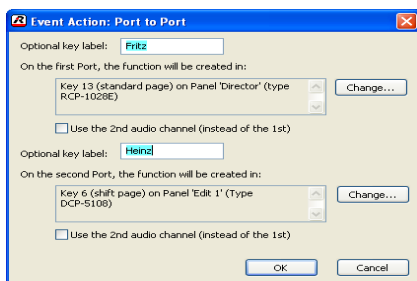 Event Action: Port to Port
Optional key label: Fritz
On the first Port, the function will be created in:
Key 13 (standard page) on Panel 'Director' (type
RCP-1028E)
Change...
Use the 2nd audio channel (instead of the 1st)
Optional key label: Heinz
On the second Port, the function will be created in:
Key 6 (shift page) on Panel 'Edit 1' (Type
DCP-5108)
Change...
Use the 2nd audio channel (instead of the 1st)
OK Cancel